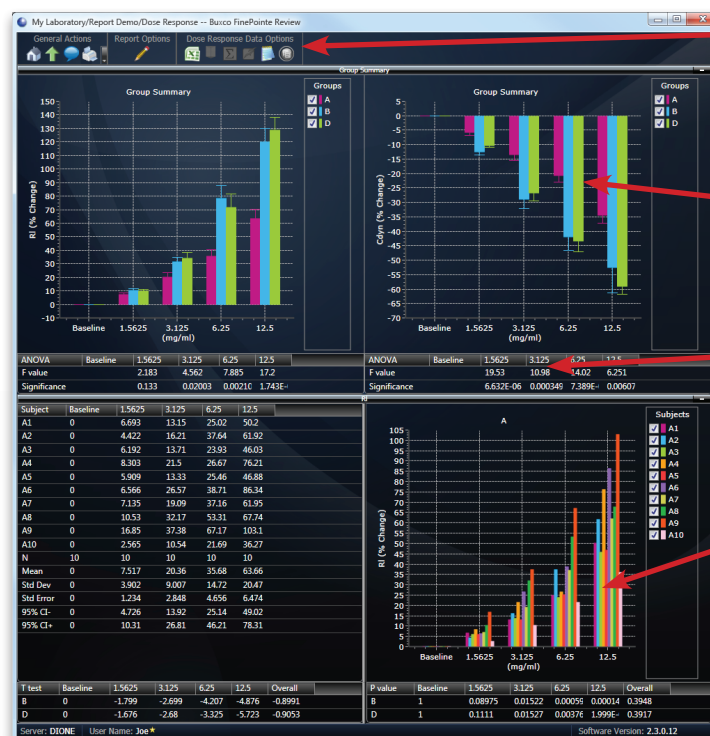 My Laboratory/Report Demo/Dose Response -- Buxco FinePointe Review
General Actions Report Options Dose Response Data Options
Group Summary
Group Summary
RI (% Change)
150
140
130
120
110
100
90
80
70
60
50
40
30
20
10
0
-10
Baseline 1.5625 3.125 6.25 12.5
(mg/ml)
Groups
A
B
D
Group Summary
Cdyn (% Change)
5
0
-5
-10
-15
-20
-25
-30
-35
-40
-45
-50
-55
-60
-65
-70
Baseline 1.5625 3.125 6.25 12.5
(mg/ml)
Groups
A
B
D
ANOVA Baseline 1.5625 3.125 6.25 12.5
F value 2.183 4.562 7.885 17.2
Significance 0.133 0.02003 0.00210 1.743E-
ANOVA Baseline 1.5625 3.125 6.25 12.5
F value 19.53 10.98 14.02 6.251
Significance 6.632E-06 0.000349 7.389E- 0.00607
RI
Subject Baseline 1.5625 3.125 6.25 12.5
A1 0 6.693 13.15 25.02 50.2
A2 0 4.422 16.21 37.64 61.92
A3 0 6.192 13.71 23.93 46.03
A4 0 8.303 21.5 26.67 76.21
A5 0 5.909 13.33 25.46 46.88
A6 0 6.566 26.57 38.71 86.34
A7 0 7.135 19.09 37.16 61.95
A8 0 10.53 32.17 53.31 67.74
A9 0 16.85 37.38 67.17 103.1
A10 0 2.565 10.54 21.69 36.27
N 10 10 10 10 10
Mean 7.517 20.36 35.68 63.66
Std Dev 3.902 9.007 14.72 20.47
Std Error 1.234 2.848 4.656 6.474
95% CI- 4.726 13.92 25.14 49.02
95% CI+ 10.31 26.81 46.21 78.31
A
RI (% Change)
105
100
95
90
85
80
75
70
65
60
55
50
45
40
35
30
25
20
15
10
5
0
Baseline 1.5625 3.125 6.25 12.5
(mg/ml)
Subjects
A1
A2
A3
A4
A5
A6
A7
A8
A9
A10
T test Baseline 1.5625 3.125 6.25 12.5 Overall
B 0 -1.799 -2.699 -4.207 -4.876 -0.8991
D 0 -1.676 -2.68 -3.325 -5.723 -0.9053
P value Baseline 1.5625 3.125 6.25 12.5 Overall
B 1 0.08975 0.01522 0.00059 0.00014 0.3948
D 1 0.1111 0.01527 0.00376 1.999E- 0.3917
Server: DIONE User Name: Joe Software Version: 2.3.0.12